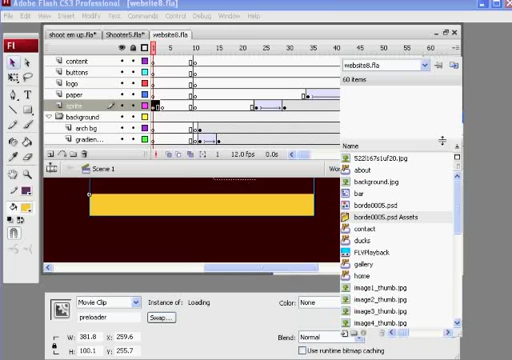 Adobe Flash CS3 Professional - [website8.fla]
File Edit View Insert Modify Text Commands Control Debug Window Help
shoot em up.fla* Shooter5.fla* website8.fla
5 10 15 20 25 30 35 40 45 50 55 60
content
buttons
logo
paper
sprite
background
arch bg
gradien...
1 12.0 fps 0.0s
Scene 1
website8.fla
60 items
Name
522167s1uf20.jpg
about
background.jpg
bar
borde0005.psd
borde0005.psd Assets
contact
ducks
FLVPlayback
gallery
home
image1_thumb.jpg
image2_thumb.jpg
image3_thumb.jpg
image4_thumb.jpg
Movie Clip
Instance of: Loading
preloader
Swap...
Color: None
W: 381.8 X: 259.6
H: 100.1 Y: 255.7
Blend: Normal
Use runtime bitmap caching